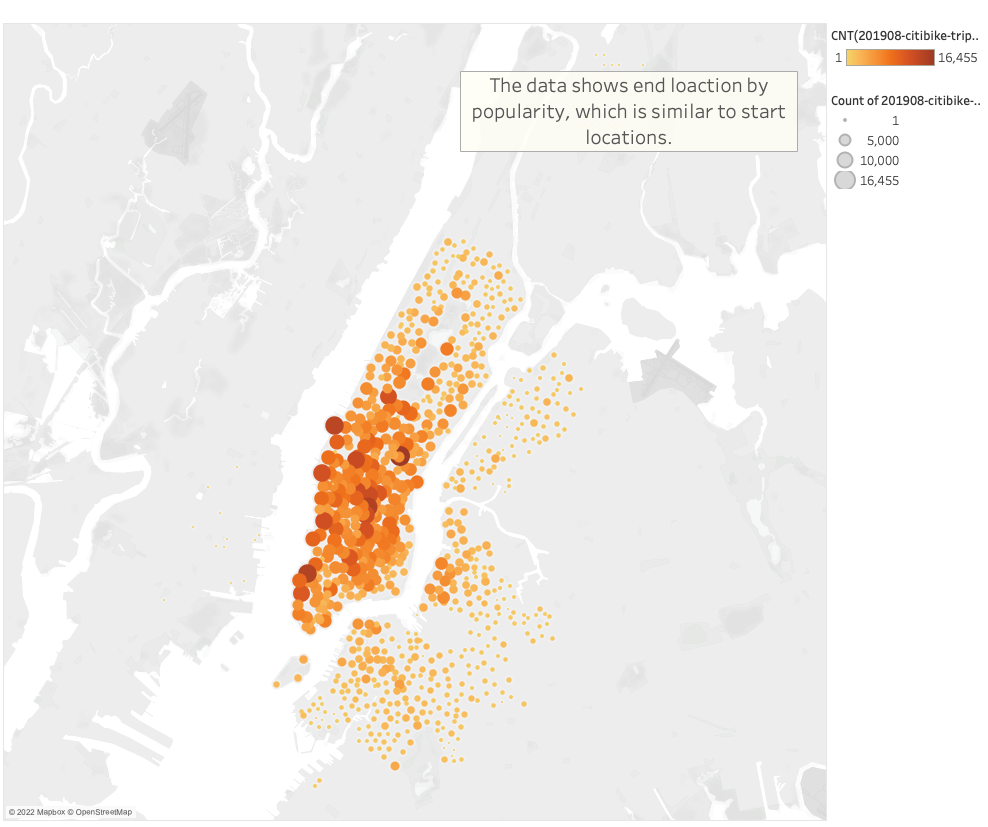 CNT(201908-citibike-trip..
1 16,455
The data shows end loaction by
popularity, which is similar to start
locations.
Count of 201908-citibike-..
1
5,000
10,000
16,455
© 2022 Mapbox © OpenStreetMap